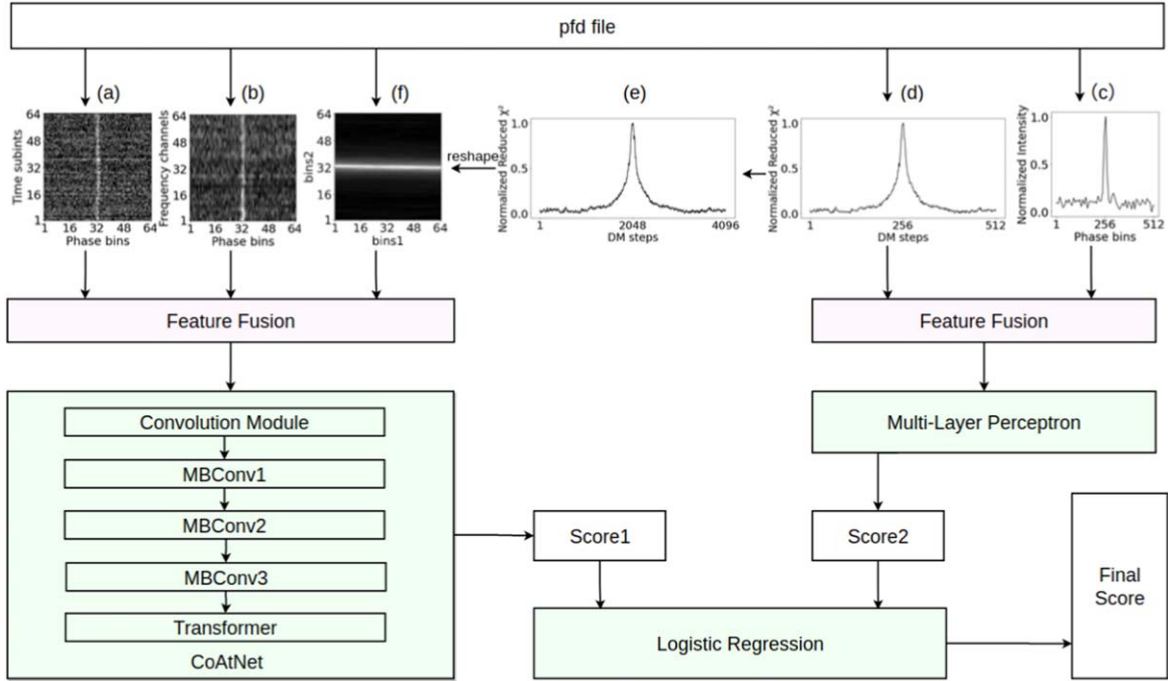 pfd file
(a)
(b)
(f)
(e)
(d)
(c)
Time subints
64
48
32
16
1
1 16 32 48 64
Phase bins
Frequency channels
64
48
32
16
1
1 16 32 48 64
Phase bins
bins2
64
48
32
16
1
1 16 32 48 64
bins1
reshape
Normalized Reduced χ²
1.0
0.5
0.0
1 2048 4096
DM steps
Normalized Reduced χ²
1.0
0.5
0.0
1 256 512
DM steps
Normalized Intensity
1.0
0.5
0.0
1 256 512
Phase bins
Feature Fusion
Feature Fusion
Convolution Module
MBConv1
MBConv2
MBConv3
Transformer
CoAtNet
Multi-Layer Perceptron
Score1
Score2
Logistic Regression
Final
Score